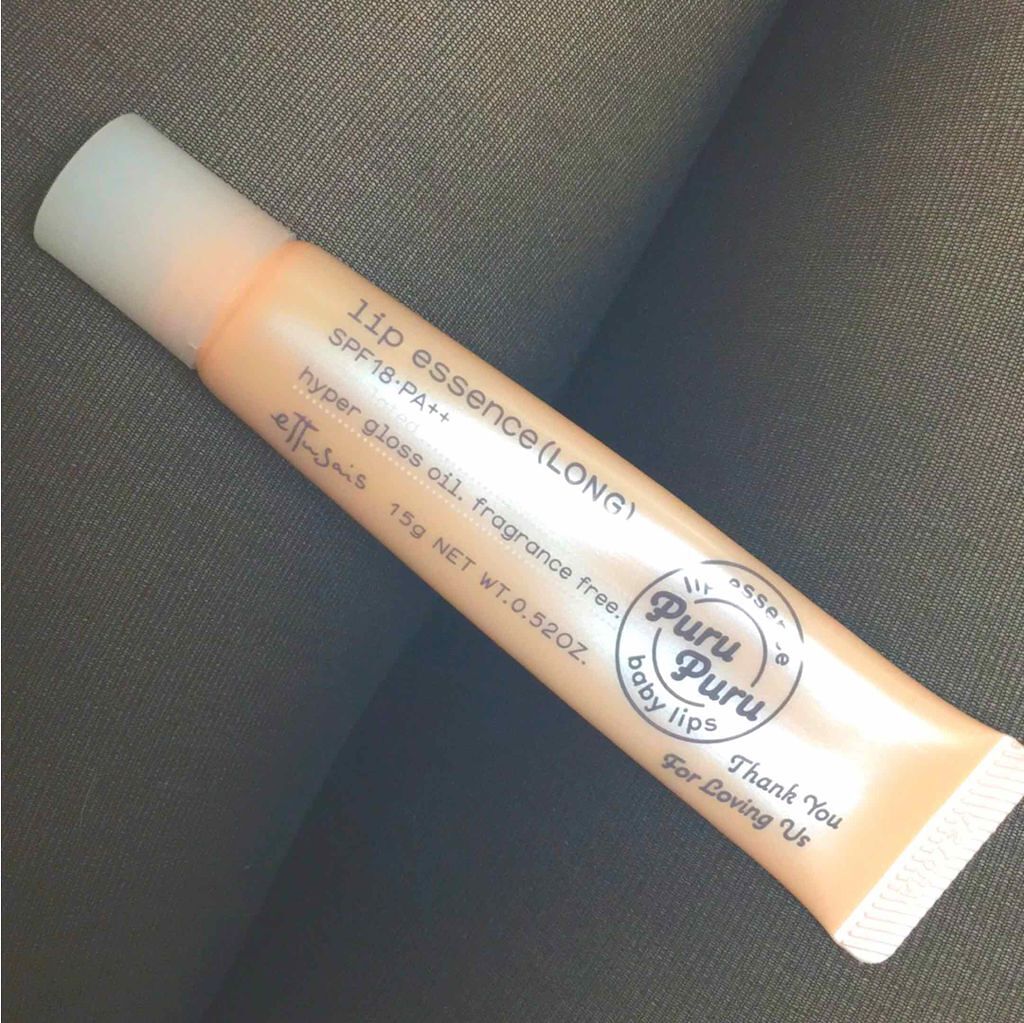 lip essence(LONG)
SPF18·PA++
hyper gloss oil. fragrance free.
ettusais 15g NET WT.0.52OZ.
lip essence
Puru
Puru
baby lips
Thank You
For Loving Us